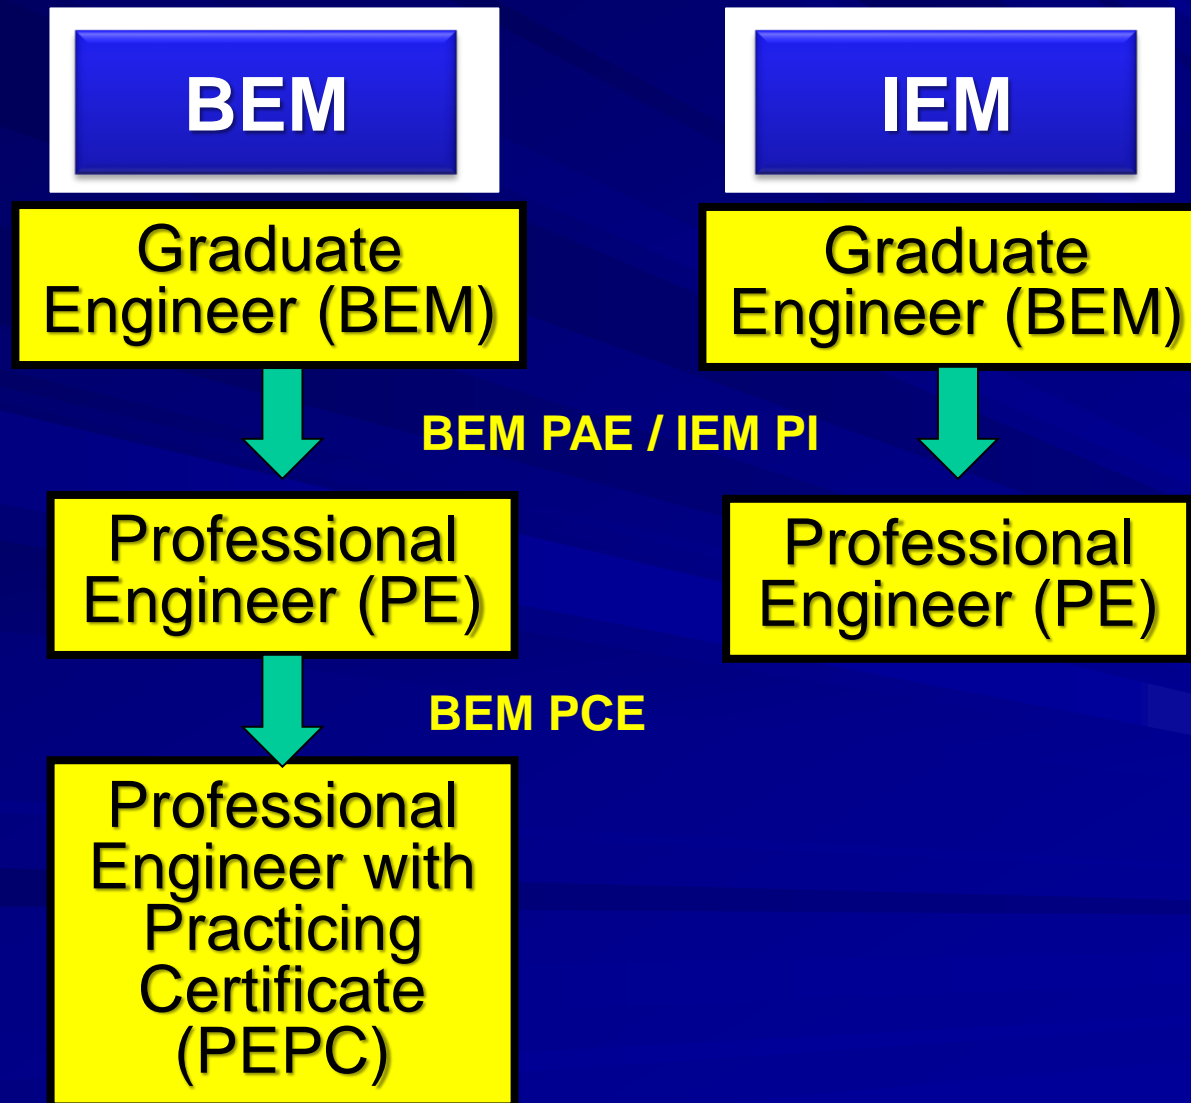 BEM
IEM
Graduate
Engineer (BEM)
Graduate
Engineer (BEM)
BEM PAE / IEM PI
Professional
Engineer (PE)
Professional
Engineer (PE)
BEM PCE
Professional
Engineer with
Practicing
Certificate
(PEPC)